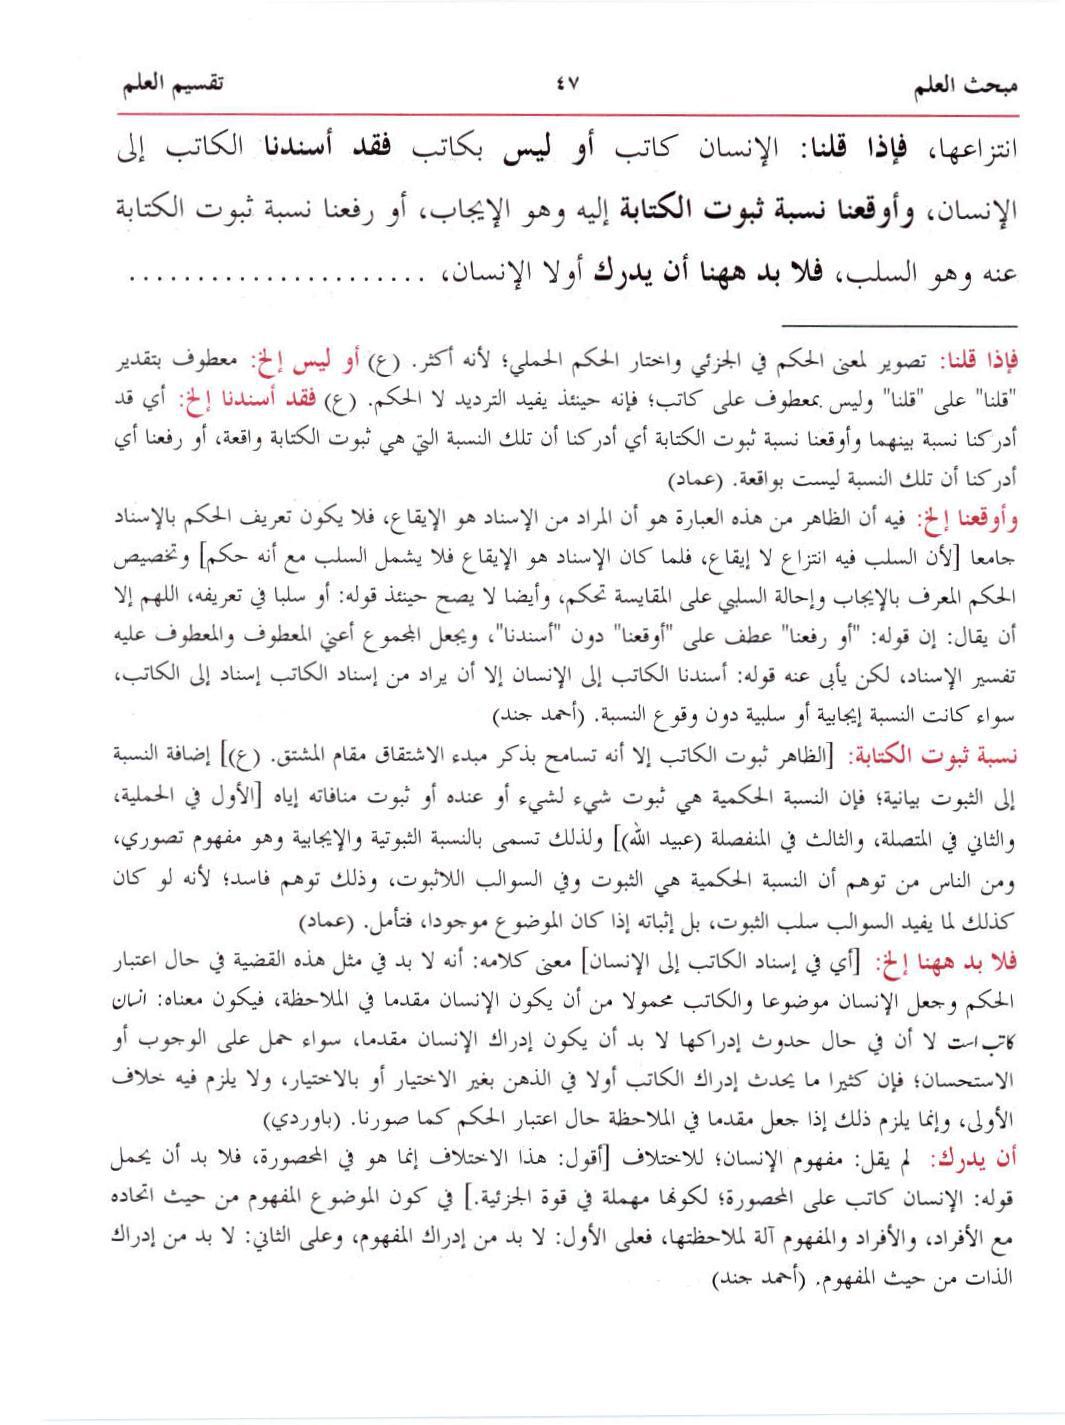 مبحث العلم ٤٧ تقسيم العلم
انتزاعها، فإذا قلنا: الإنسان كاتب أو ليس بكاتب فقد أسندنا الكاتب إلى
الإنسان، وأوقعنا نسبة ثبوت الكتابة إليه وهو الإيجاب، أو رفعنا نسبة ثبوت الكتابة
عنه وهو السلب، فلا بد ههنا أن يدرك أولا الإنسان، ......................
فإذا قلنا: تصوير لمعنى الحكم في الجزئي واختار الحكم الحملي؛ لأنه أكثر. (ع) أو ليس إلخ: معطوف بتقدير
"قلنا" على "قلنا" وليس بمعطوف على كاتب؛ فإنه حينئذ يفيد الترديد لا الحكم. (ع) فقد أسندنا إلخ: أي قد
أدركنا نسبة بينهما وأوقعنا نسبة ثبوت الكتابة أي أدركنا أن تلك النسبة التي هي ثبوت الكتابة واقعة، أو رفعنا أي
أدركنا أن تلك النسبة ليست بواقعة. (عماد)
وأوقعنا إلخ: فيه أن الظاهر من هذه العبارة هو أن المراد من الإسناد هو الإيقاع، فلا يكون تعريف الحكم بالإسناد
جامعا [لأن السلب فيه انتزاع لا إيقاع، فلما كان الإسناد هو الإيقاع فلا يشمل السلب مع أنه حكم] وتخصيص
الحكم المعرف بالإيجاب وإحالة السلبي على المقايسة تحكم، وأيضا لا يصح حينئذ قوله: أو سلبا في تعريفه، اللهم إلا
أن يقال: إن قوله: "أو رفعنا" عطف على "أوقعنا" دون "أسندنا"، ويجعل المجموع أعني المعطوف والمعطوف عليه
تفسير الإسناد، لكن يأبى عنه قوله: أسندنا الكاتب إلى الإنسان إلا أن يراد من إسناد الكاتب إسناد إلى الكاتب،
سواء كانت النسبة إيجابية أو سلبية دون وقوع النسبة. (أحمد جند)
نسبة ثبوت الكتابة: [الظاهر ثبوت الكاتب إلا أنه تسامح بذكر مبدء الاشتقاق مقام المشتق. (ع)] إضافة النسبة
إلى الثبوت بيانية؛ فإن النسبة الحكمية هي ثبوت شيء لشيء أو عنده أو ثبوت منافاته إياه [الأول في الحملية،
والثاني في المتصلة، والثالث في المنفصلة (عبيد الله)] ولذلك تسمى بالنسبة الثبوتية والإيجابية وهو مفهوم تصوري،
ومن الناس من توهم أن النسبة الحكمية هي الثبوت وفي السوالب اللاثبوت، وذلك توهم فاسد؛ لأنه لو كان
كذلك لما يفيد السوالب سلب الثبوت، بل إثباته إذا كان الموضوع موجودا، فتأمل. (عماد)
فلا بد ههنا إلخ: [أي في إسناد الكاتب إلى الإنسان] معنى كلامه: أنه لا بد في مثل هذه القضية في حال اعتبار
الحكم وجعل الإنسان موضوعا والكاتب محمولا من أن يكون الإنسان مقدما في الملاحظة، فيكون معناه: انسان
كاتب است لا أن في حال حدوث إدراكها لا بد أن يكون إدراك الإنسان مقدما، سواء حمل على الوجوب أو
الاستحسان؛ فإن كثيرا ما يحدث إدراك الكاتب أولا في الذهن بغير الاختيار أو بالاختيار، ولا يلزم فيه خلاف
الأولى، وإنما يلزم ذلك إذا جعل مقدما في الملاحظة حال اعتبار الحكم كما صورنا. (باوردي)
أن يدرك: لم يقل: مفهوم الإنسان؛ للاختلاف [أقول: هذا الاختلاف إنما هو في المحصورة، فلا بد أن يحمل
قوله: الإنسان كاتب على المحصورة؛ لكونها مهملة في قوة الجزئية.] في كون الموضوع المفهوم من حيث اتحاده
مع الأفراد، والأفراد والمفهوم آلة لملاحظتها، فعلى الأول: لا بد من إدراك المفهوم، وعلى الثاني: لا بد من إدراك
الذات من حيث المفهوم. (أحمد جند)